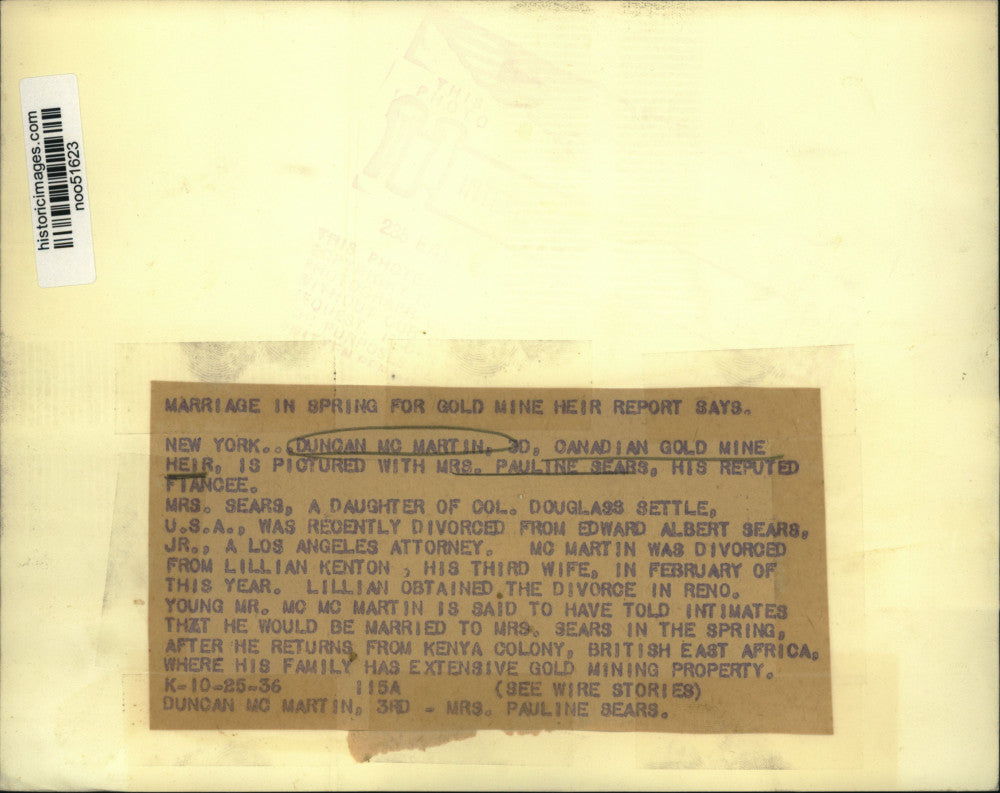 historicimages.com
noo51623
THIS
PHOTO
THIS PHOTO
MARRIAGE IN SPRING FOR GOLD MINE HEIR REPORT SAYS.
NEW YORK...DUNCAN MC MARTIN, 3D, CANADIAN GOLD MINE
HEIR, IS PICTURED WITH MRS. PAULINE SEARS, HIS REPUTED
FIANCEE.
MRS. SEARS, A DAUGHTER OF COL. DOUGLASS SETTLE,
U.S.A., WAS RECENTLY DIVORCED FROM EDWARD ALBERT SEARS,
JR., A LOS ANGELES ATTORNEY. MC MARTIN WAS DIVORCED
FROM LILLIAN KENTON , HIS THIRD WIFE, IN FEBRUARY OF
THIS YEAR. LILLIAN OBTAINED THE DIVORCE IN RENO.
YOUNG MR. MC MC MARTIN IS SAID TO HAVE TOLD INTIMATES
THAT HE WOULD BE MARRIED TO MRS. SEARS IN THE SPRING,
AFTER HE RETURNS FROM KENYA COLONY, BRITISH EAST AFRICA,
WHERE HIS FAMILY HAS EXTENSIVE GOLD MINING PROPERTY.
K-10-25-36 115A (SEE WIRE STORIES)
DUNCAN MC MARTIN, 3RD - MRS. PAULINE SEARS.